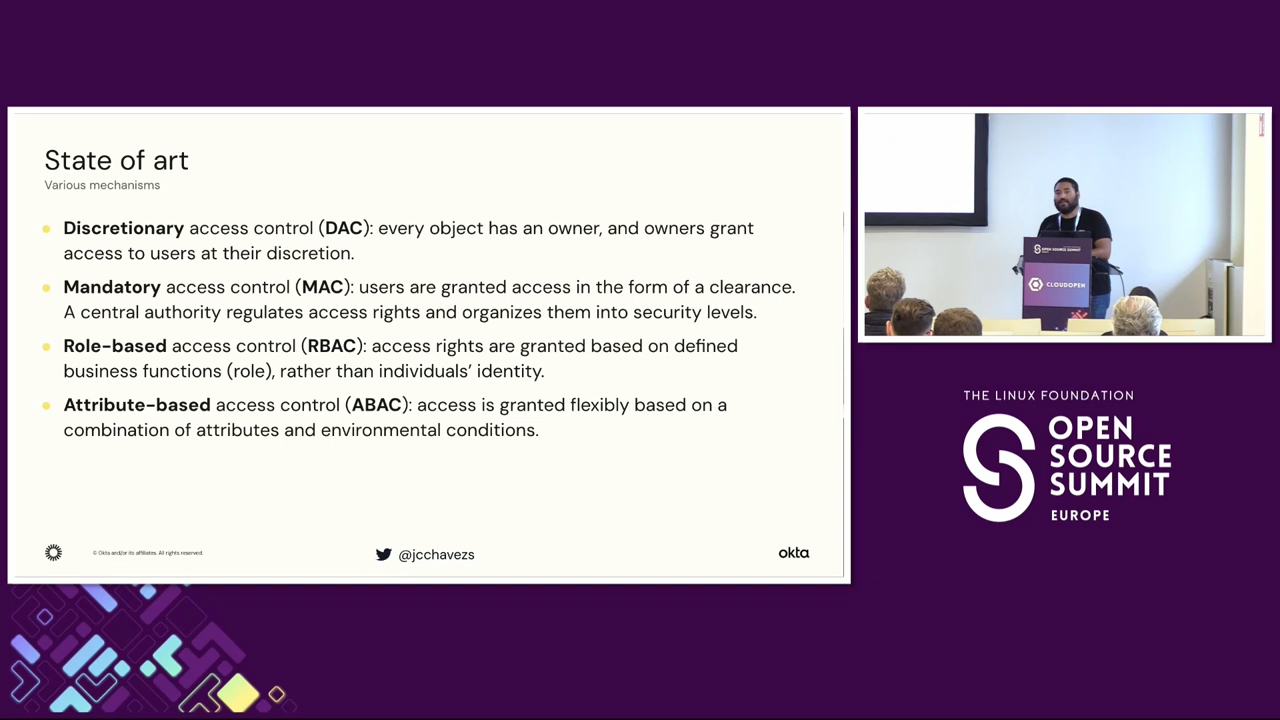 State of art
Various mechanisms
Discretionary access control (DAC): every object has an owner, and owners grant
access to users at their discretion.
Mandatory access control (MAC): users are granted access in the form of a clearance.
A central authority regulates access rights and organizes them into security levels.
Role-based access control (RBAC): access rights are granted based on defined
business functions (role), rather than individuals’ identity.
Attribute-based access control (ABAC): access is granted flexibly based on a
combination of attributes and environmental conditions.
© Okta and/or its affiliates. All rights reserved.
@jcchavezs
okta
OPEN SOURCE SUMMIT
CLOUDOPEN
THE LINUX FOUNDATION
OPEN
SOURCE
SUMMIT
EUROPE